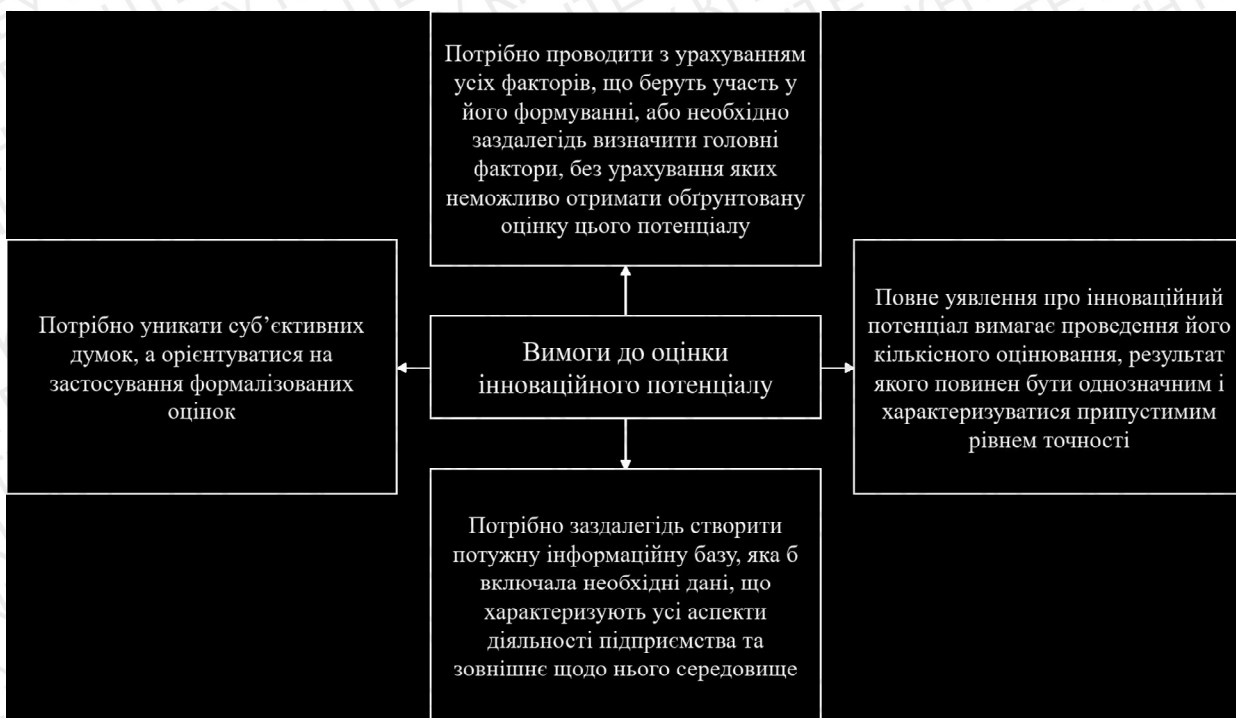 Потрібно проводити з урахуванням
усіх факторів, що беруть участь у
його формуванні, або необхідно
заздалегідь визначити головні
фактори, без урахування яких
неможливо отримати обґрунтовану
оцінку цього потенціалу
Потрібно уникати суб’єктивних
думок, а орієнтуватися на
застосування формалізованих
оцінок
Вимоги до оцінки
інноваційного потенціалу
Повне уявлення про інноваційний
потенціал вимагає проведення його
кількісного оцінювання, результат
якого повинен бути однозначним і
характеризуватися припустимим
рівнем точності
Потрібно заздалегідь створити
потужну інформаційну базу, яка б
включала необхідні дані, що
характеризують усі аспекти
діяльності підприємства та
зовнішнє щодо нього середовище